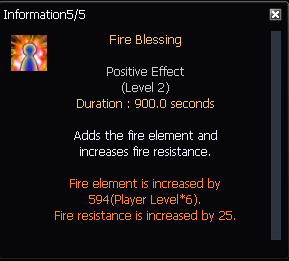 Information5/5
Fire Blessing
Positive Effect
(Level 2)
Duration : 900.0 seconds
Adds the fire element and
increases fire resistance.
Fire element is increased by
594(Player Level*6).
Fire resistance is increased by 25.